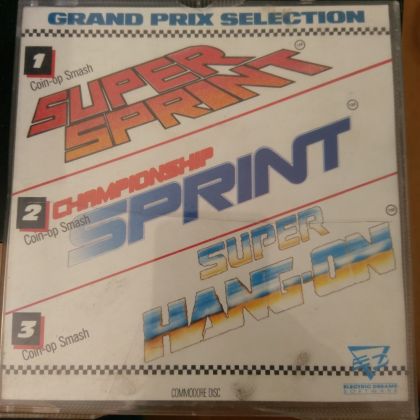 GRAND PRIX SELECTION
1
Coin-op Smash
SUPER
SPRINT
2
Coin-op Smash
CHAMPIONSHIP
SPRINT
3
Coin-op Smash
SUPER
HANG-ON
ELECTRIC DREAMS
SOFTWARE
COMMODORE DISC